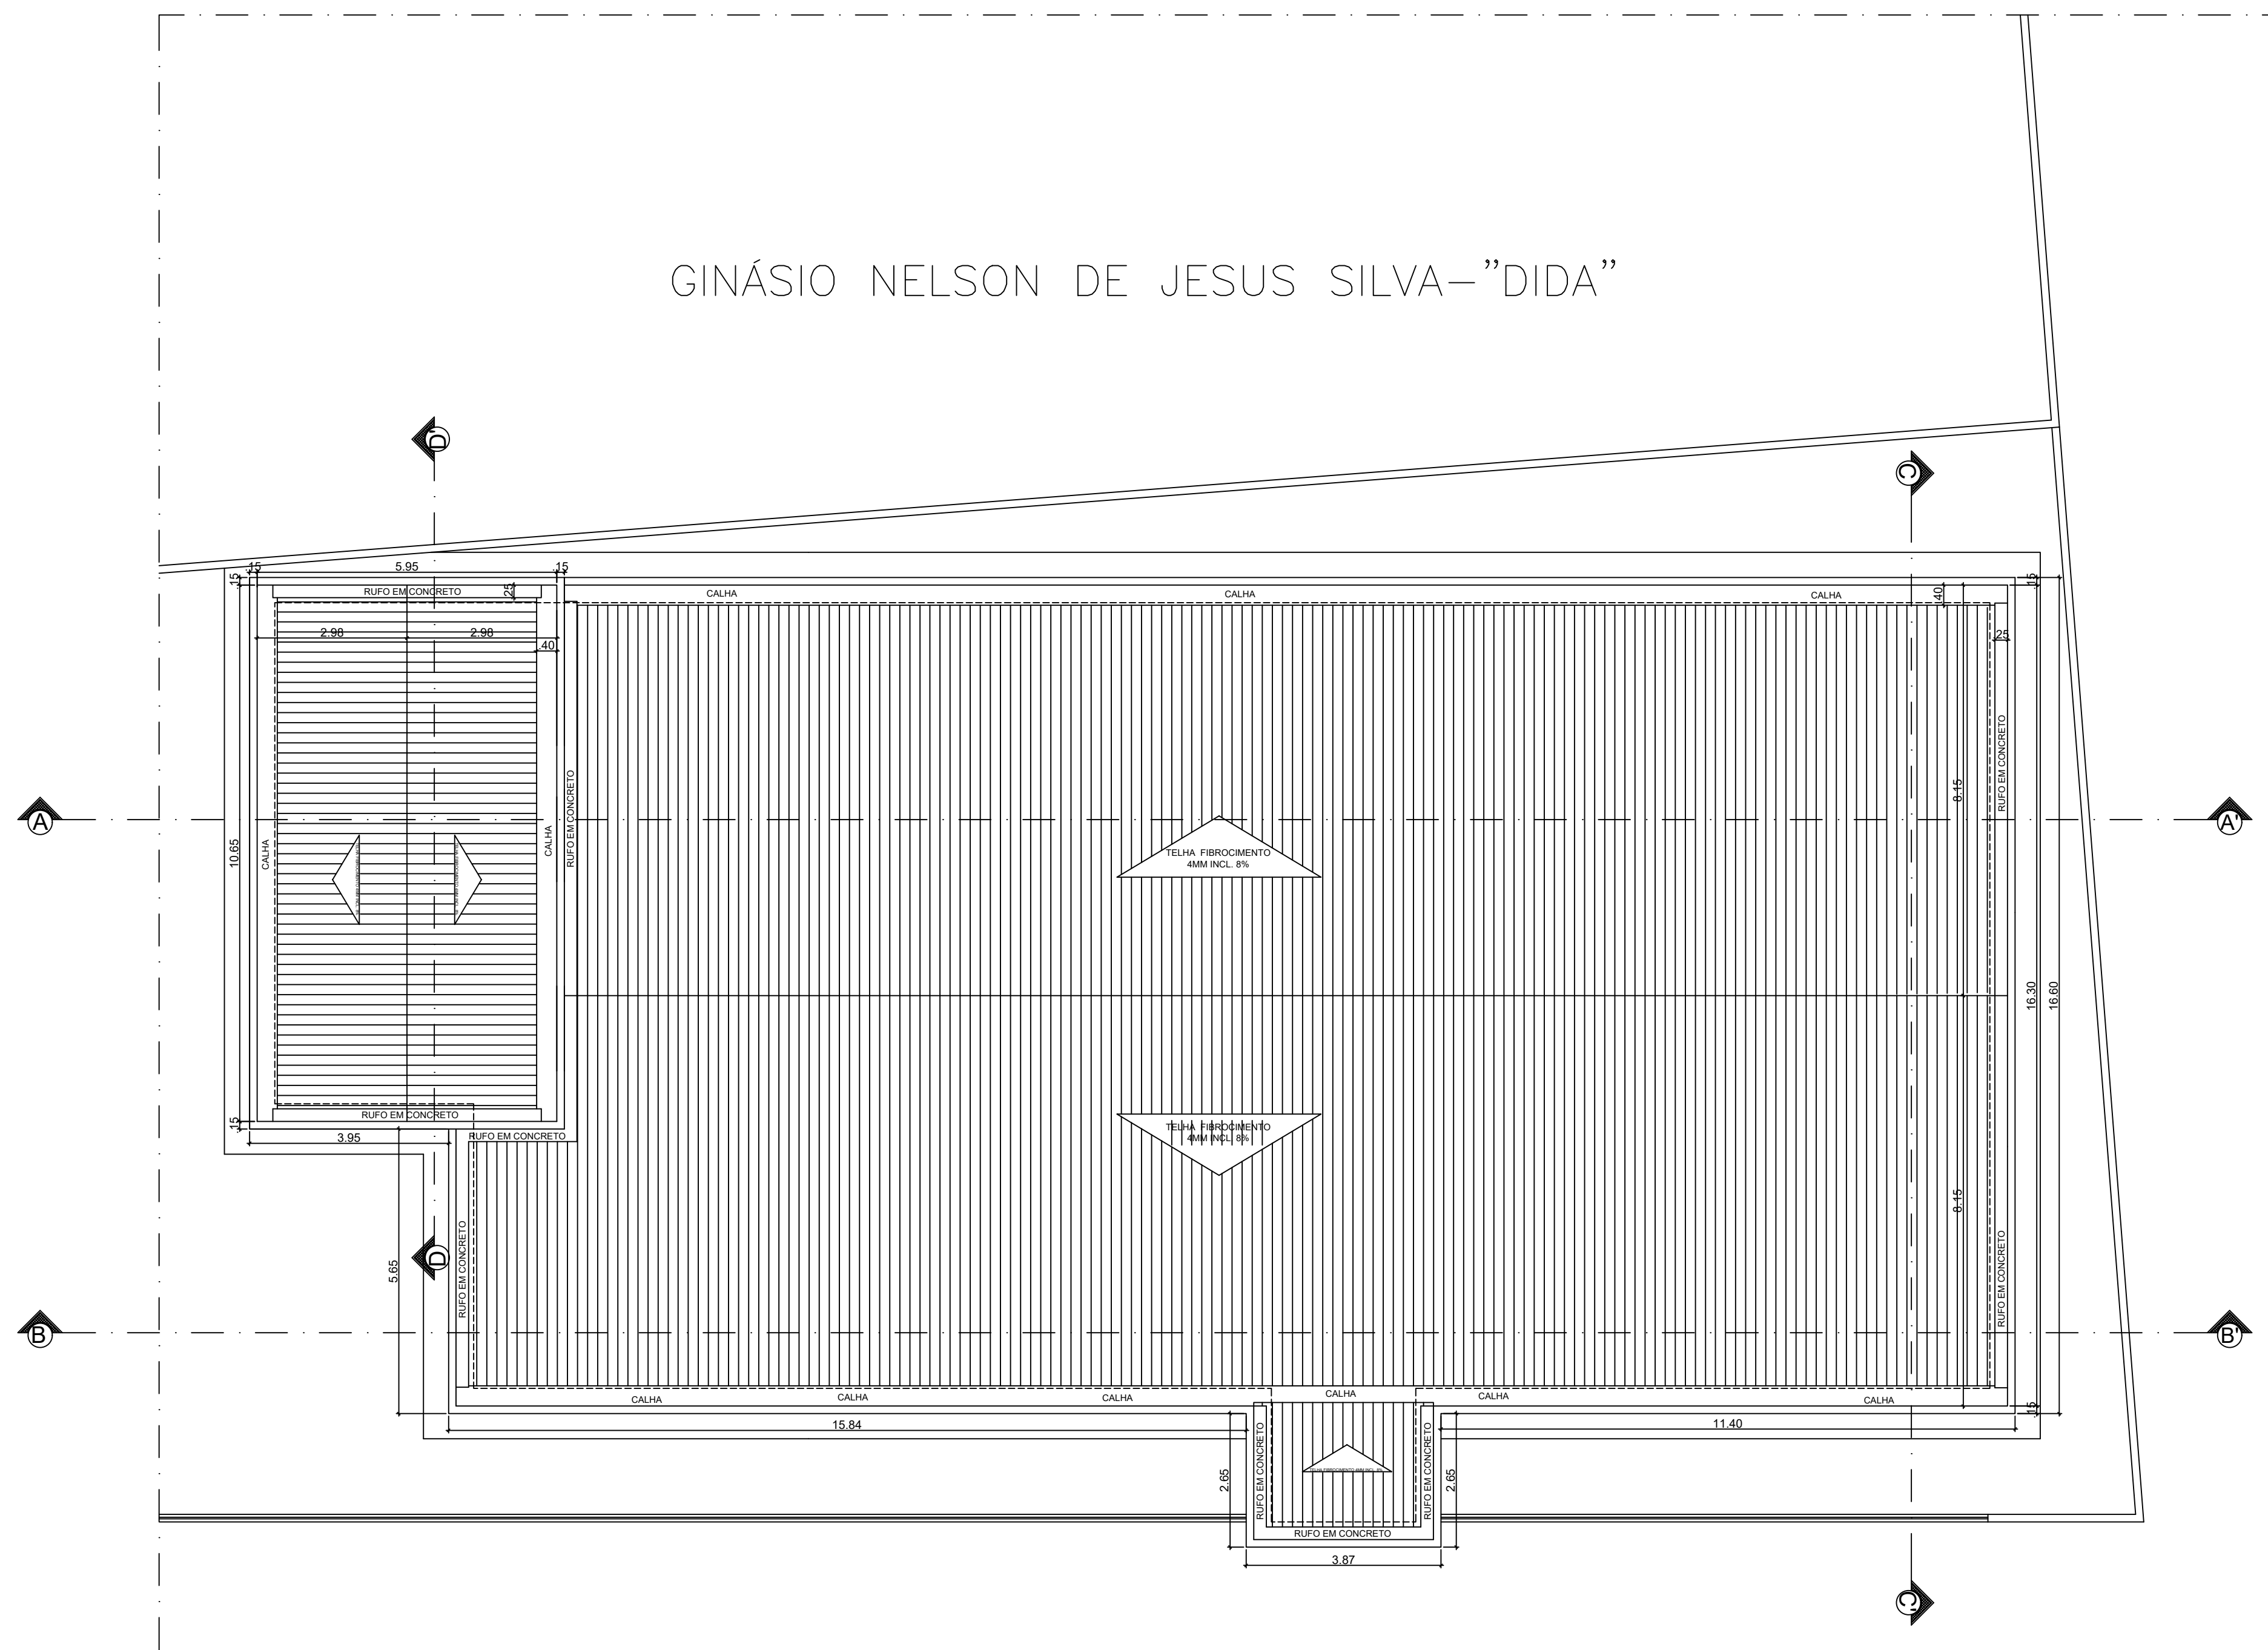 GINÁSIO NELSON DE JESUS SILVA-"DIDA"
D'
C
.15
5.95
.15
.15
RUFO EM CONCRETO
.25
CALHA
CALHA
CALHA
.40
.15
2.98
2.98
.40
.25
RUFO EM CONCRETO
8.15
A
A'
10.65
CALHA
CALHA
RUFO EM CONCRETO
TELHA FIBROCIMENTO
4MM INCL. 8%
16.30
16.60
RUFO EM CONCRETO
.15
3.95
RUFO EM CONCRETO
TELHA FIBROCIMENTO
4MM INCL. 8%
8.15
5.65
D
RUFO EM CONCRETO
RUFO EM CONCRETO
B
B'
CALHA
CALHA
CALHA
CALHA
CALHA
CALHA
.15
15.84
11.40
2.65
RUFO EM CONCRETO
TELHA FIBROCIMENTO 4MM INCL. 8%
RUFO EM CONCRETO
2.65
RUFO EM CONCRETO
3.87
C'